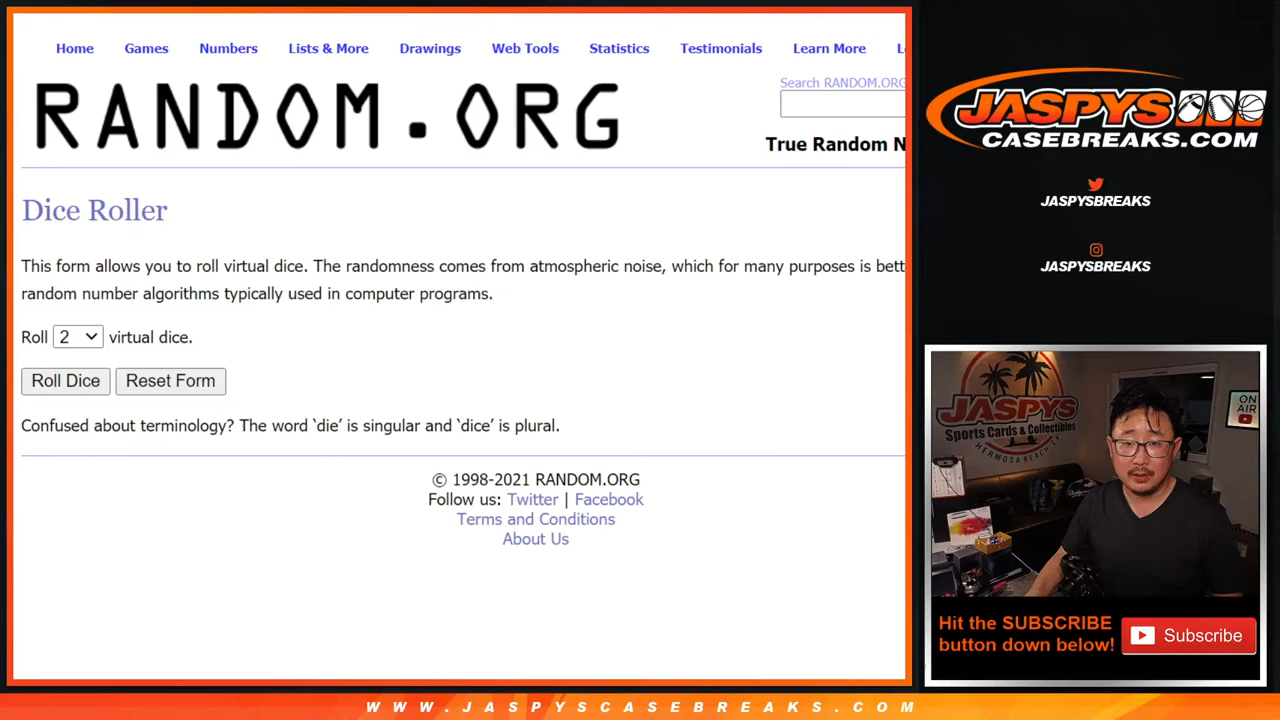 Home Games Numbers Lists & More Drawings Web Tools Statistics Testimonials Learn More
Search RANDOM.ORG
RANDOM.ORG
True Random N
Dice Roller
This form allows you to roll virtual dice. The randomness comes from atmospheric noise, which for many purposes is bett
random number algorithms typically used in computer programs.
Roll 2 virtual dice.
Roll Dice Reset Form
Confused about terminology? The word ‘die’ is singular and ‘dice’ is plural.
© 1998-2021 RANDOM.ORG
Follow us: Twitter | Facebook
Terms and Conditions
About Us
JASPYS
CASEBREAKS.COM
JASPYSBREAKS
JASPYSBREAKS
JASPYS
Sports Cards & Collectibles
HERMOSA BEACH, CA
ON
AIR
Hit the SUBSCRIBE
button down below!
Subscribe
WWW.JASPYSCASEBREAKS.COM